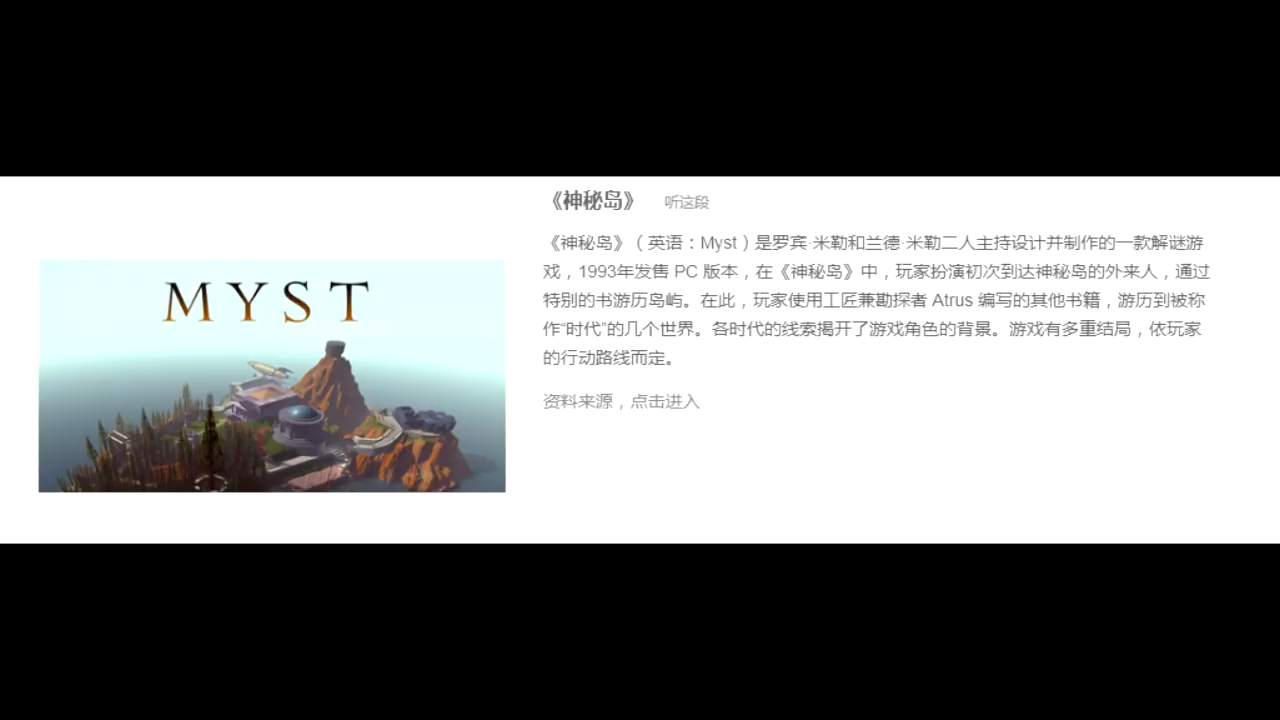 MYST
《神秘岛》 听这段
《神秘岛》（英语：Myst）是罗宾·米勒和兰德·米勒二人主持设计并制作的一款解谜游
戏，1993年发售 PC 版本，在《神秘岛》中，玩家扮演初次到达神秘岛的外来人，通过
特别的书游历岛屿。在此，玩家使用工匠兼勘探者 Atrus 编写的其他书籍，游历到被称
作“时代”的几个世界。各时代的线索揭开了游戏角色的背景。游戏有多重结局，依玩家
的行动路线而定。
资料来源，点击进入